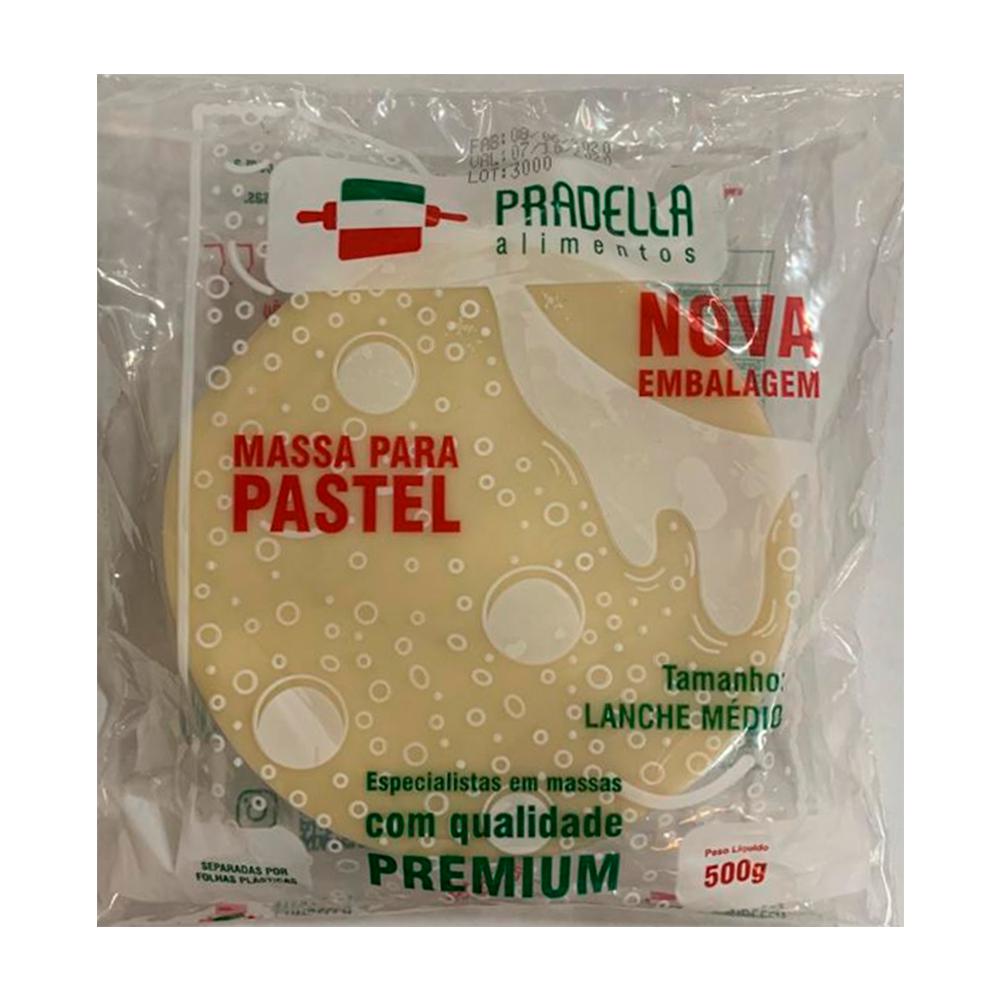 LOT:3000
PRADELLA
alimentos
NOVA
EMBALAGEM
MASSA PARA
PASTEL
Tamanho:
LANCHE MÉDIO
Especialistas em massas
com qualidade
PREMIUM
SEPARADAS POR
FOLHAS PLÁSTICAS
Peso Líquido
500g